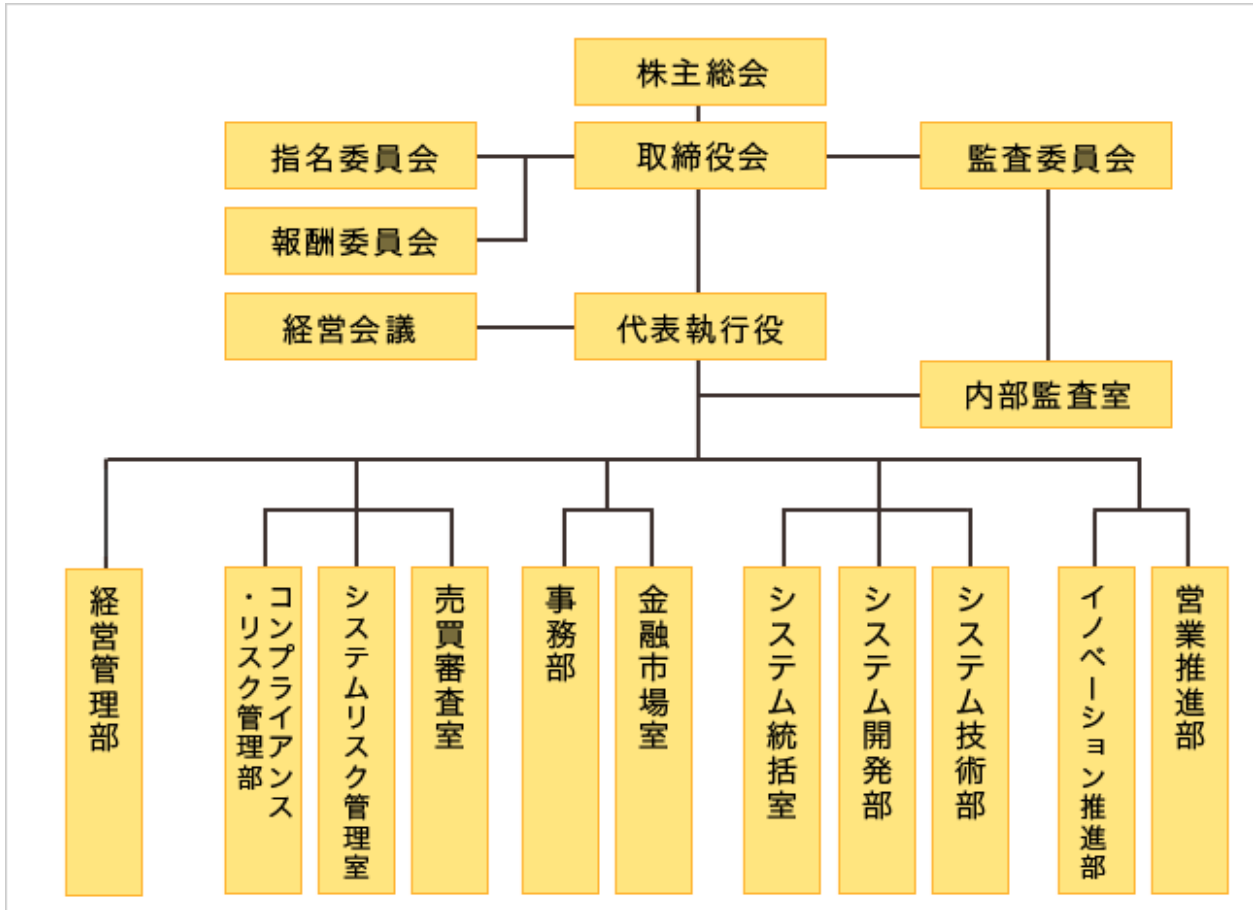 株主総会
指名委員会
取締役会
監査委員会
報酬委員会
経営会議
代表執行役
内部監査室
経営管理部
コンプライアンス
・リスク管理部
システムリスク管理室
売買審査室
事務部
金融市場室
システム統括室
システム開発部
システム技術部
イノベーション推進部
営業推進部